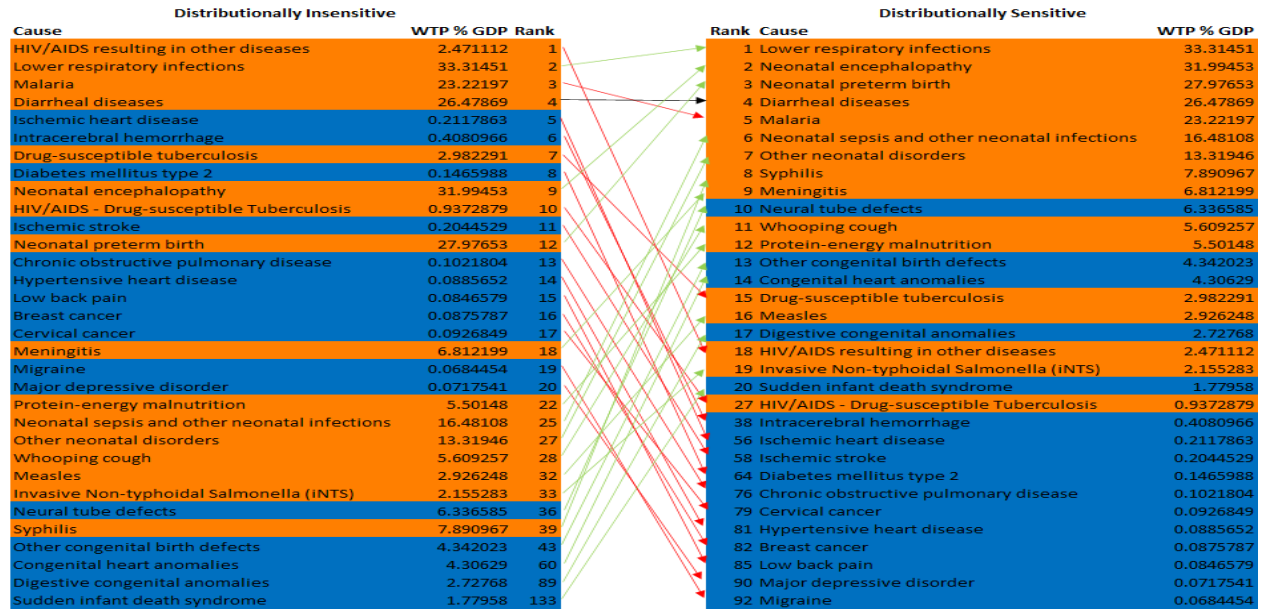 Distributionally Insensitive
Cause WTP % GDP Rank
HIV/AIDS resulting in other diseases 2.471112 1
Lower respiratory infections 33.31451 2
Malaria 23.22197 3
Diarrheal diseases 26.47869 4
Ischemic heart disease 0.2117863 5
Intracerebral hemorrhage 0.4080966 6
Drug-susceptible tuberculosis 2.982291 7
Diabetes mellitus type 2 0.1465988 8
Neonatal encephalopathy 31.99453 9
HIV/AIDS - Drug-susceptible Tuberculosis 0.9372879 10
Ischemic stroke 0.2044529 11
Neonatal preterm birth 27.97653 12
Chronic obstructive pulmonary disease 0.1021804 13
Hypertensive heart disease 0.0885652 14
Low back pain 0.0846579 15
Breast cancer 0.0875787 16
Cervical cancer 0.0926849 17
Meningitis 6.812199 18
Migraine 0.0684454 19
Major depressive disorder 0.0717541 20
Protein-energy malnutrition 5.50148 22
Neonatal sepsis and other neonatal infections 16.48108 25
Other neonatal disorders 13.31946 27
Whooping cough 5.609257 28
Measles 2.926248 32
Invasive Non-typhoidal Salmonella (iNTS) 2.155283 33
Neural tube defects 6.336585 36
Syphilis 7.890967 39
Other congenital birth defects 4.342023 43
Congenital heart anomalies 4.30629 60
Digestive congenital anomalies 2.72768 89
Sudden infant death syndrome 1.77958 133
Distributionally Sensitive
Rank Cause WTP % GDP
1 Lower respiratory infections 33.31451
2 Neonatal encephalopathy 31.99453
3 Neonatal preterm birth 27.97653
4 Diarrheal diseases 26.47869
5 Malaria 23.22197
6 Neonatal sepsis and other neonatal infections 16.48108
7 Other neonatal disorders 13.31946
8 Syphilis 7.890967
9 Meningitis 6.812199
10 Neural tube defects 6.336585
11 Whooping cough 5.609257
12 Protein-energy malnutrition 5.50148
13 Other congenital birth defects 4.342023
14 Congenital heart anomalies 4.30629
15 Drug-susceptible tuberculosis 2.982291
16 Measles 2.926248
17 Digestive congenital anomalies 2.72768
18 HIV/AIDS resulting in other diseases 2.471112
19 Invasive Non-typhoidal Salmonella (iNTS) 2.155283
20 Sudden infant death syndrome 1.77958
27 HIV/AIDS - Drug-susceptible Tuberculosis 0.9372879
38 Intracerebral hemorrhage 0.4080966
56 Ischemic heart disease 0.2117863
58 Ischemic stroke 0.2044529
64 Diabetes mellitus type 2 0.1465988
76 Chronic obstructive pulmonary disease 0.1021804
79 Cervical cancer 0.0926849
81 Hypertensive heart disease 0.0885652
82 Breast cancer 0.0875787
85 Low back pain 0.0846579
90 Major depressive disorder 0.0717541
92 Migraine 0.0684454